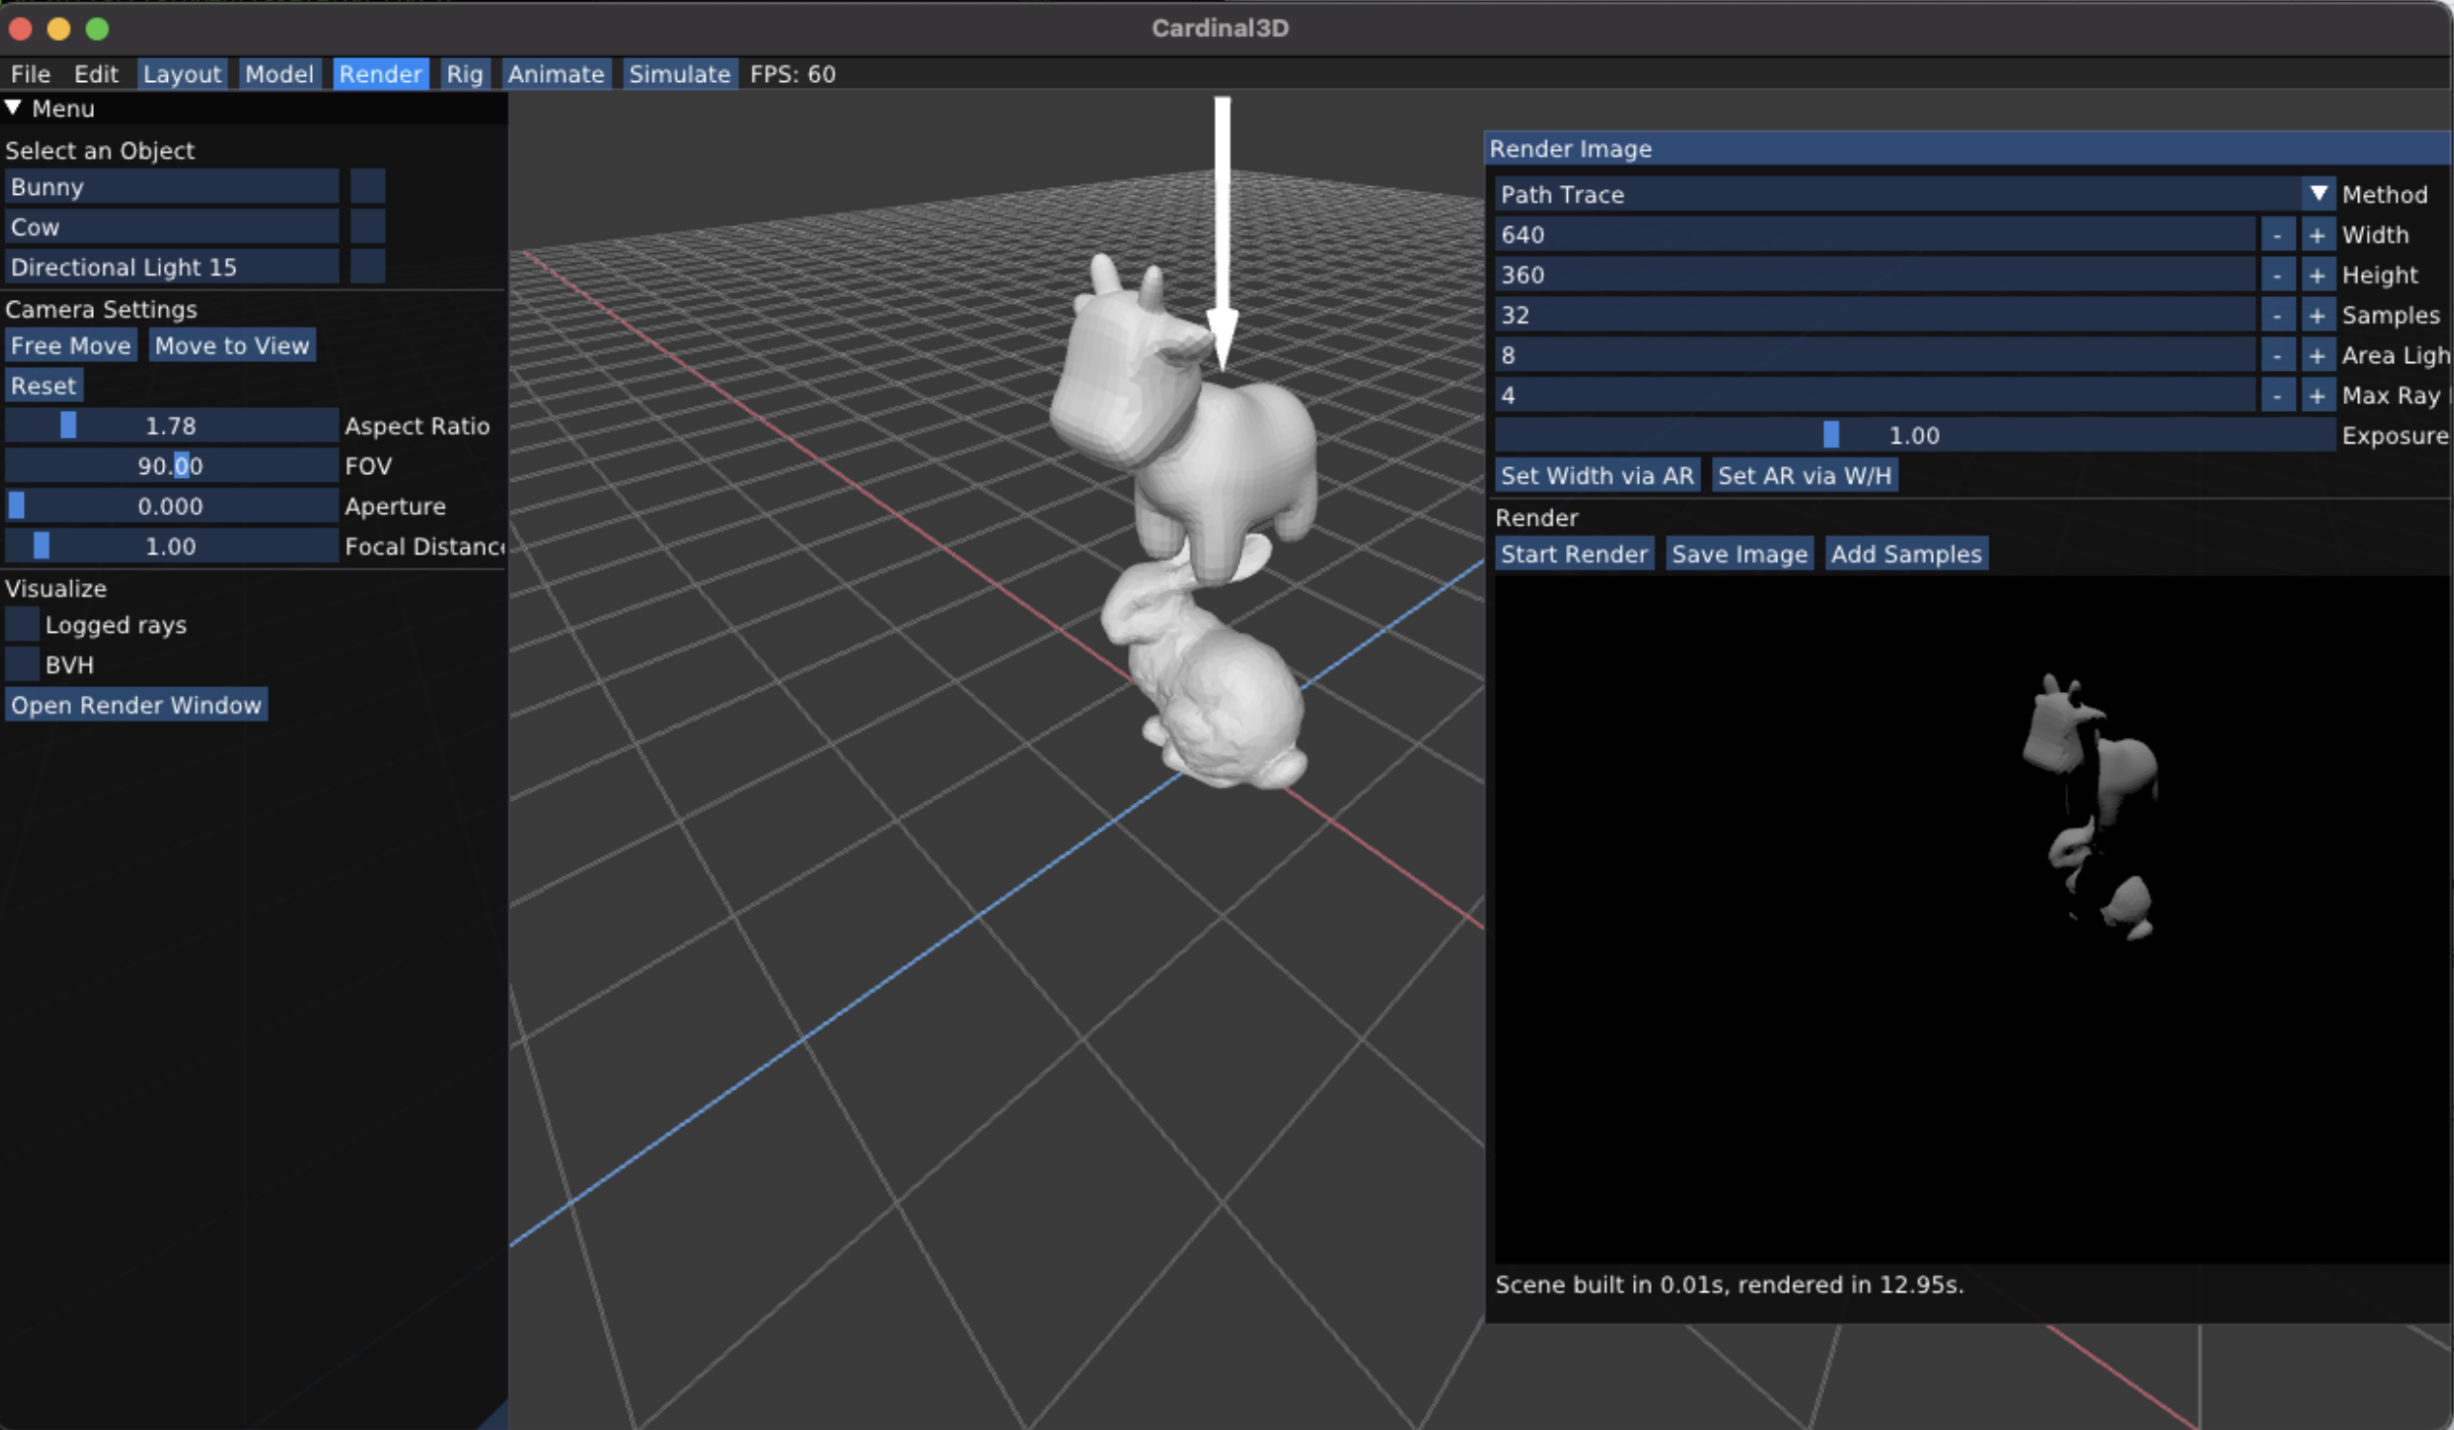 Cardinal3D
File Edit Layout Model Render Rig Animate Simulate FPS: 60
Menu
Select an Object
Bunny
Cow
Directional Light 15
Camera Settings
Free Move Move to View
Reset
1.78 Aspect Ratio
90.00 FOV
0.000 Aperture
1.00 Focal Distanc
Visualize
Logged rays
BVH
Open Render Window
Render Image
Path Trace Method
640 - + Width
360 - + Height
32 - + Samples
8 - + Area Ligh
4 - + Max Ray
1.00 Exposure
Set Width via AR Set AR via W/H
Render
Start Render Save Image Add Samples
Scene built in 0.01s, rendered in 12.95s.